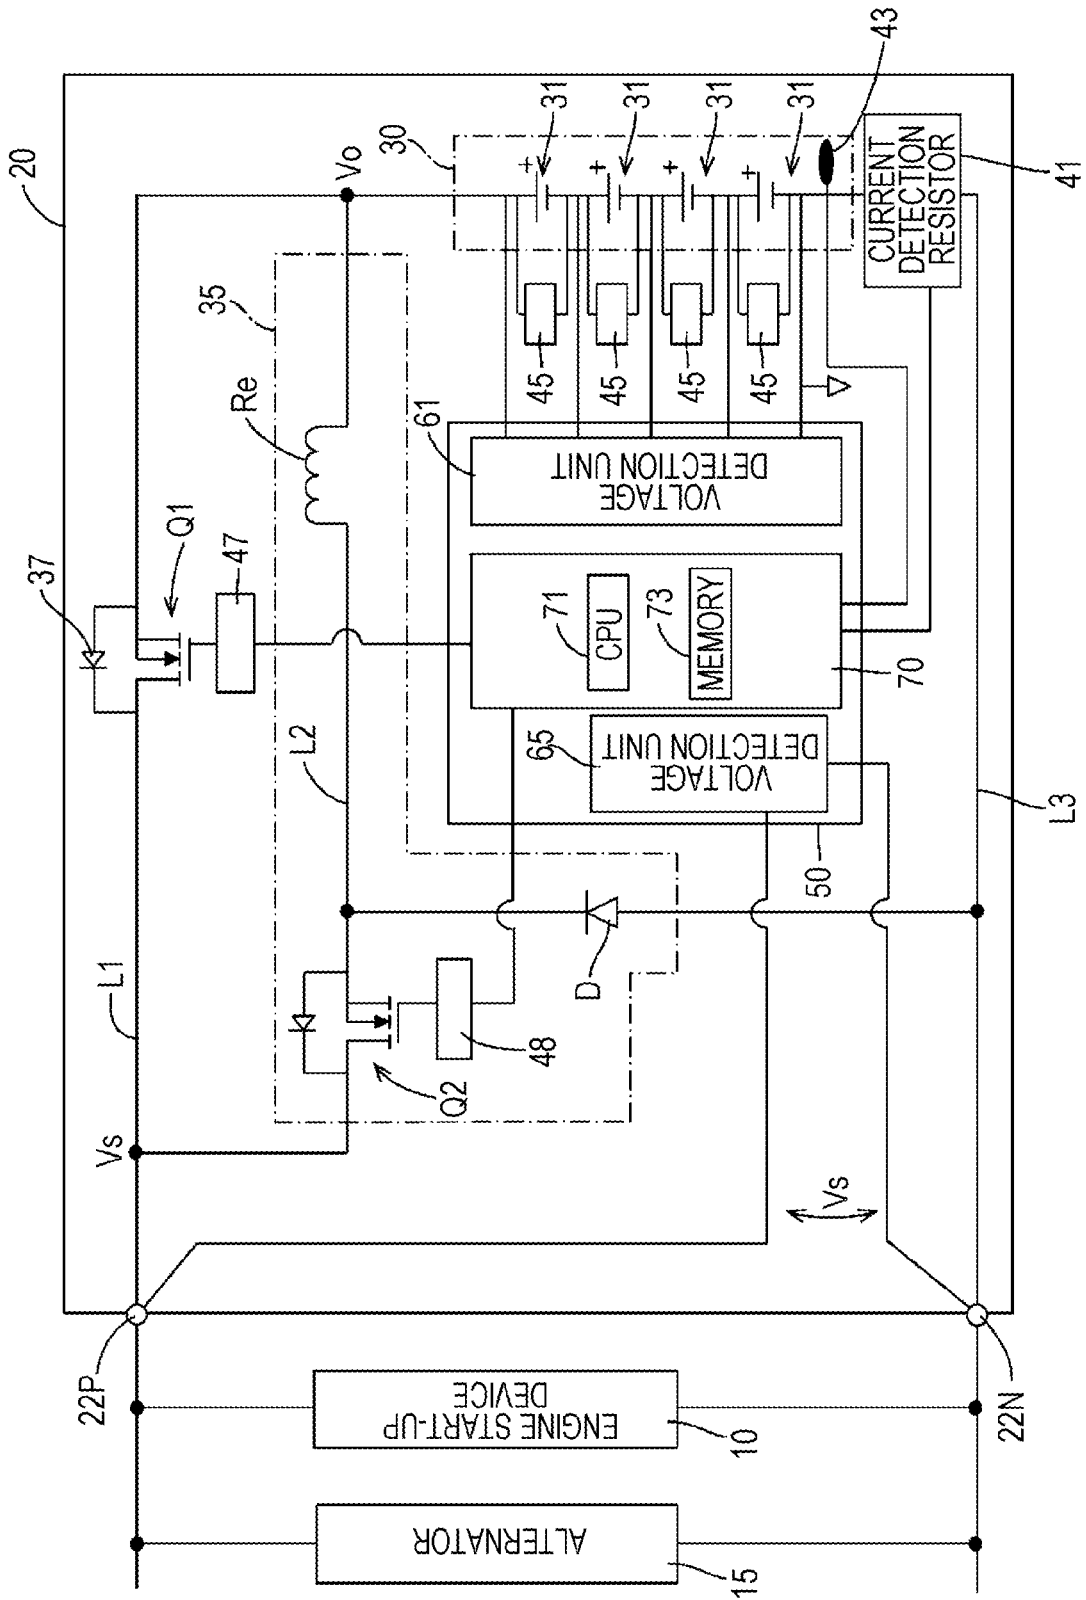 20
37
Q1
47
L1
Vs
Vo
30
35
Re
L2
Q2
48
D
31
31
31
31
43
45
45
45
45
CURRENT
DETECTION
RESISTOR
41
61
VOLTAGE
DETECTION UNIT
71
CPU
73
MEMORY
70
65
VOLTAGE
DETECTION UNIT
50
L3
Vs
22P
22N
ENGINE START-UP
DEVICE
10
ALTERNATOR
15
+
+
+
+